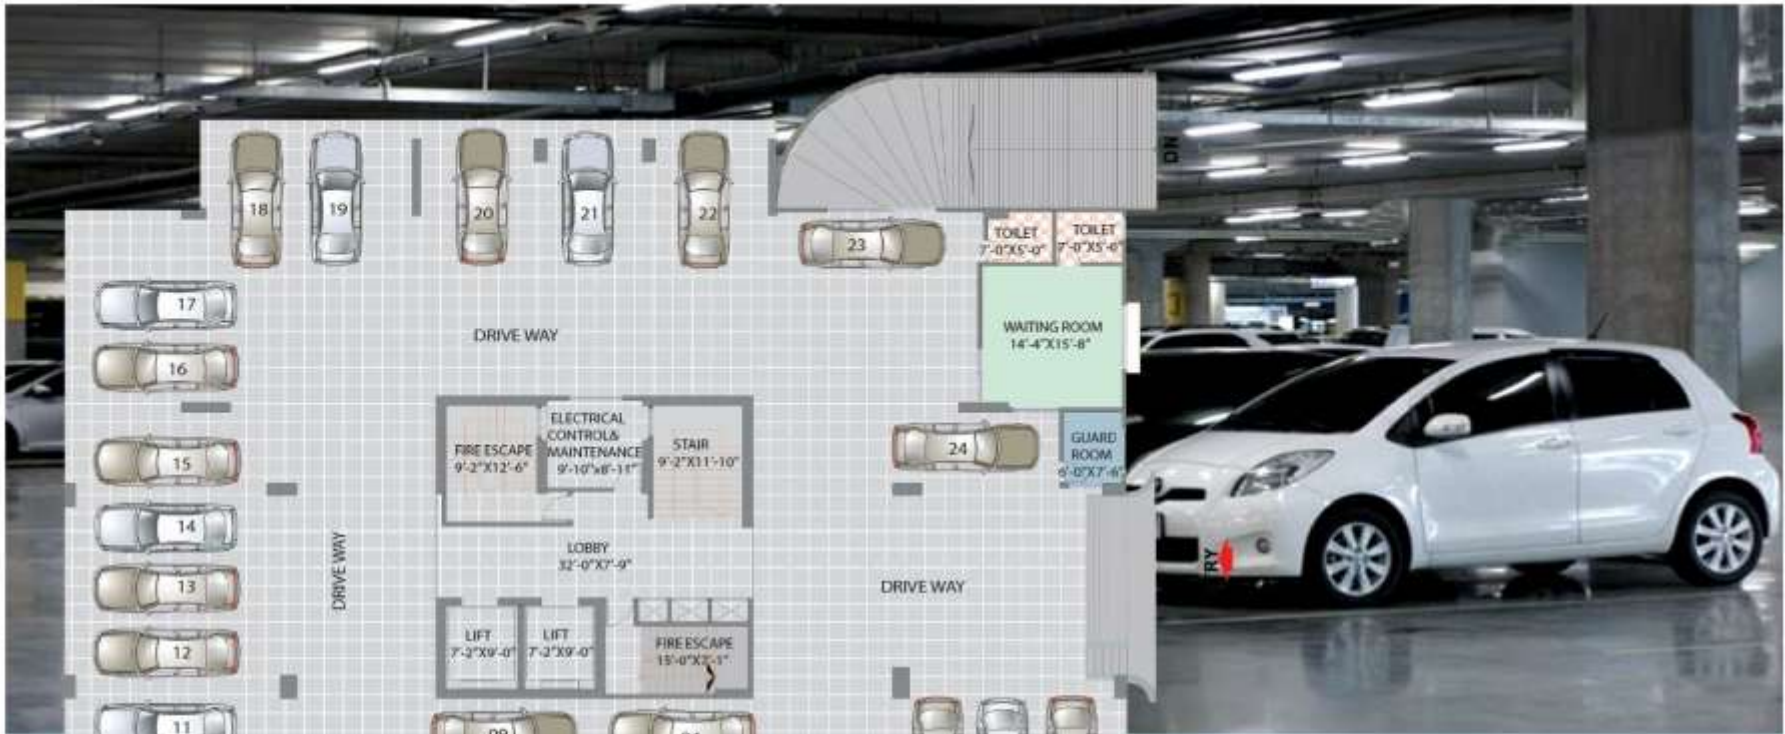 DN
18
19
20
21
22
23
TOILET
7'-0"X5'-0"
TOILET
7'-0"X5'-0"
17
DRIVE WAY
WAITING ROOM
14'-4"X15'-8"
16
ELECTRICAL
CONTROL&
MAINTENANCE
9'-10"x8'-11"
FIRE ESCAPE
9'-2"X12'-6"
STAIR
9'-2"X11'-10"
24
GUARD
ROOM
6'-0"X7'-6"
15
14
LOBBY
32'-0"X7'-9"
DRIVE WAY
DRIVE WAY
13
12
LIFT
7'-2"X9'-0"
LIFT
7'-2"X9'-0"
FIRE ESCAPE
11